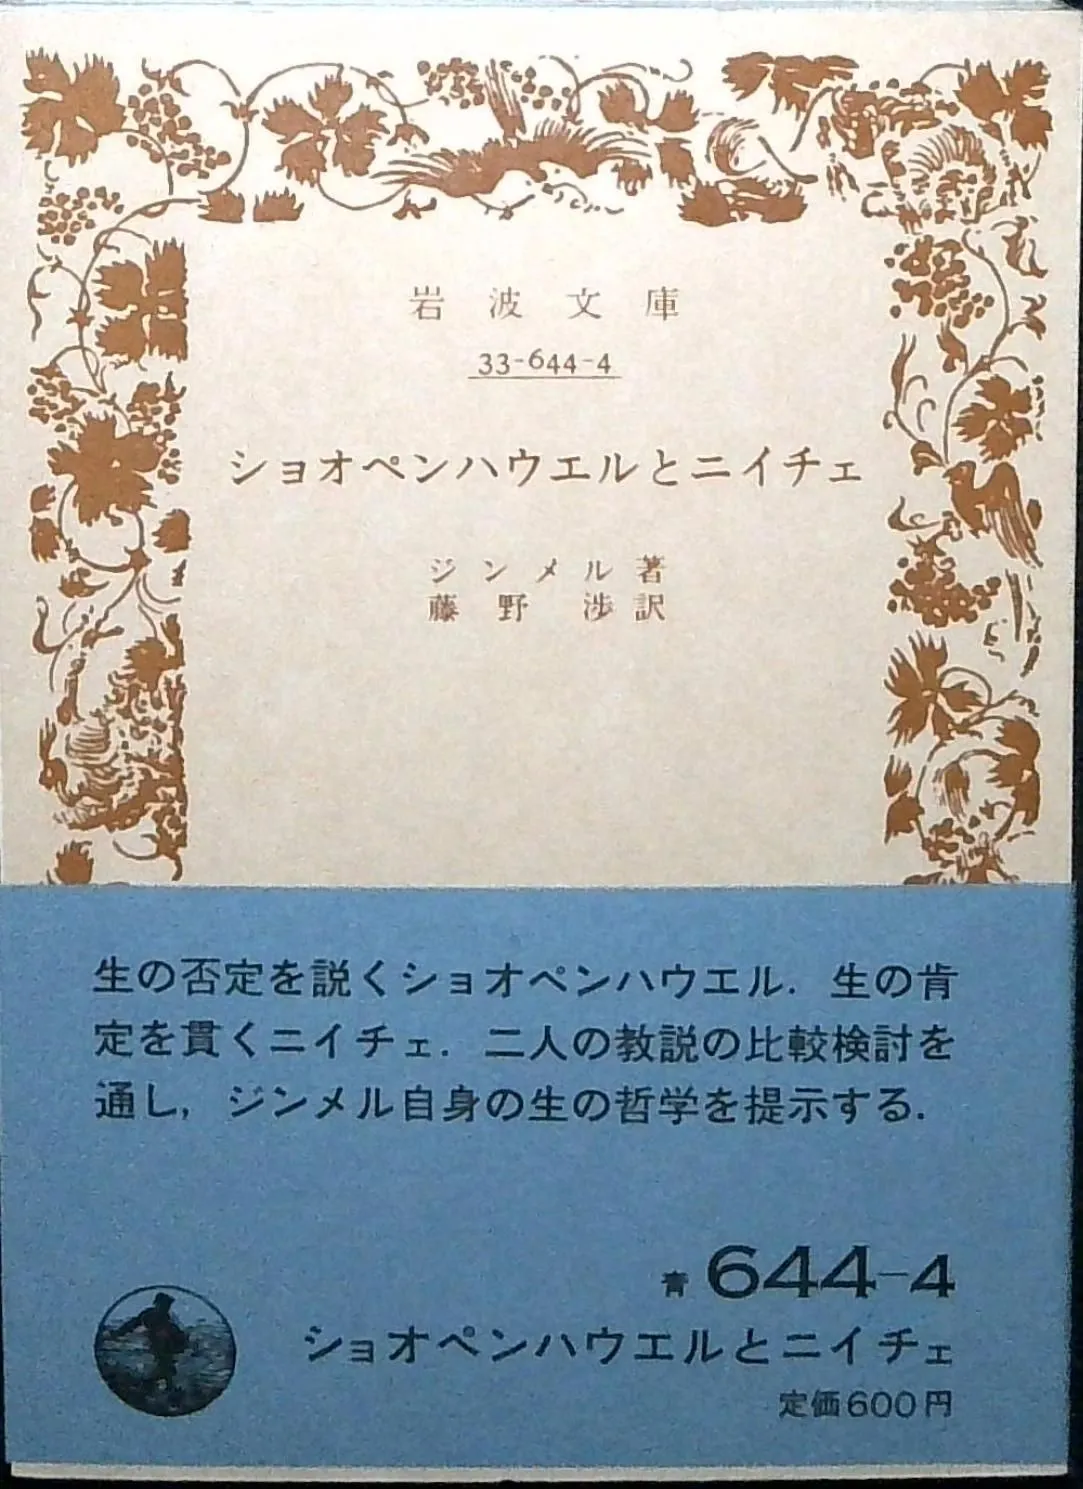 岩波文庫
33-644-4
ショオペンハウエルとニイチェ
ジンメル著
藤野 渉訳
生の否定を説くショオペンハウエル．生の肯
定を貫くニイチェ．二人の教説の比較検討を
通し，ジンメル自身の生の哲学を提示する．
青 644-4
ショオペンハウエルとニイチェ
定価600円